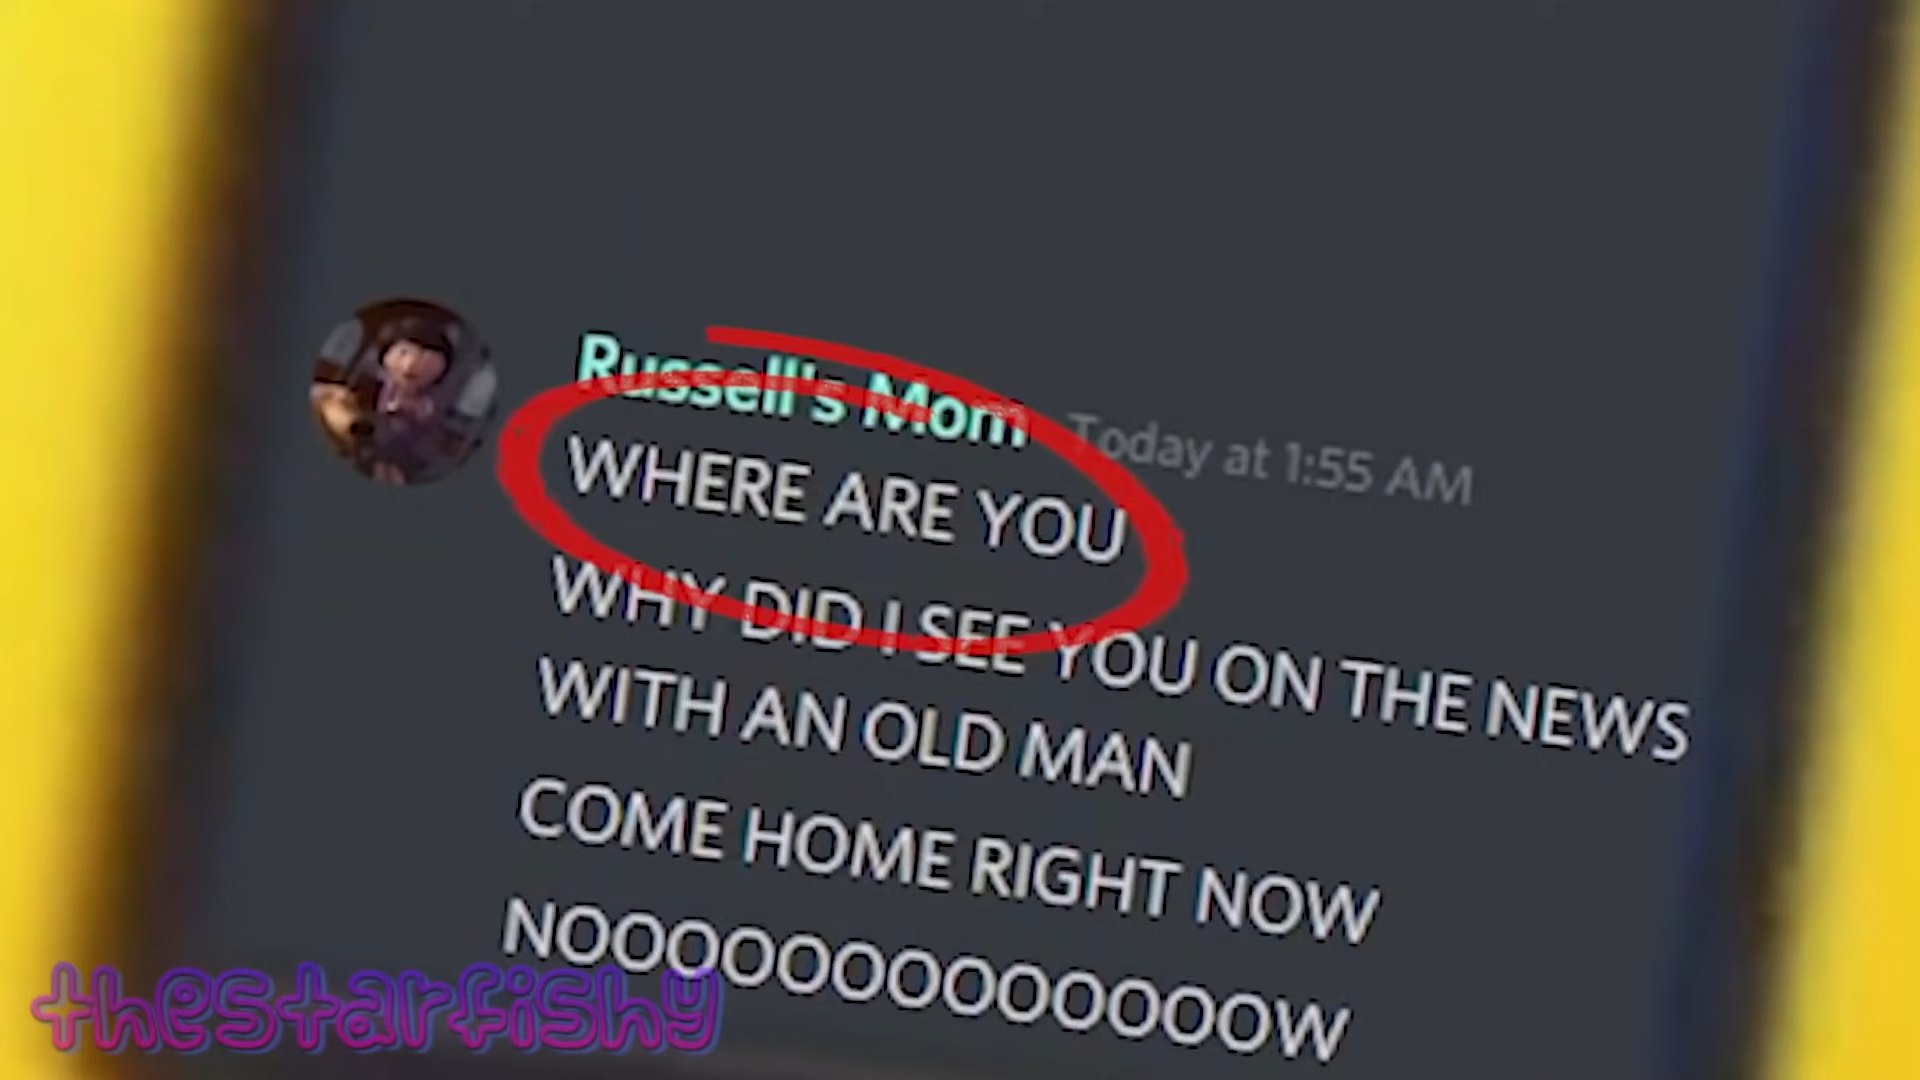 Russell's Mom Today at 1:55 AM
WHERE ARE YOU
WHY DID I SEE YOU ON THE NEWS
WITH AN OLD MAN
COME HOME RIGHT NOW
NOOOOOOOOOOOOOW
thestarfishy